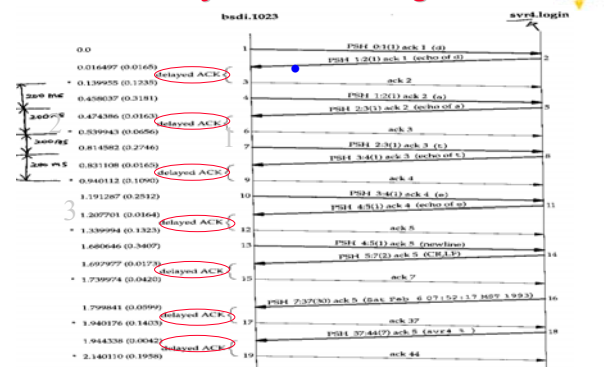 bsdi.1023 svr4.login
0.0 1 PSH 0:1(1) ack 1 (d)
0.016497 (0.0165) delayed ACK PSH 1:2(1) ack 1 (echo of d) 2
* 0.139955 (0.1235) 3 ack 2
200 ms
0.458037 (0.3181) 4 PSH 1:2(1) ack 2 (a)
0.474386 (0.0163) delayed ACK PSH 2:3(1) ack 2 (echo of a) 5
* 0.539943 (0.0656) 6 ack 3
0.814582 (0.2746) 7 PSH 2:3(1) ack 3 (t)
0.831108 (0.0165) delayed ACK PSH 3:4(1) ack 3 (echo of t) 8
200 ms
* 0.940112 (0.1090) 9 ack 4
1.191287 (0.2512) 10 PSH 3:4(1) ack 4 (e)
3 1.207701 (0.0164) delayed ACK PSH 4:5(1) ack 4 (echo of e) 11
* 1.339994 (0.1323) 12 ack 5
1.680646 (0.3407) 13 PSH 4:5(1) ack 5 (newline)
1.697977 (0.0173) delayed ACK PSH 5:7(2) ack 5 (CR,LF) 14
* 1.739974 (0.0420) 15 ack 7
1.799841 (0.0599) delayed ACK PSH 7:37(30) ack 5 (Sat Feb 6 07:52:17 MST 1993) 16
* 1.940176 (0.1403) 17 ack 37
1.944338 (0.0042) delayed ACK PSH 37:44(7) ack 5 (svr4 % ) 18
* 2.140110 (0.1958) 19 ack 44